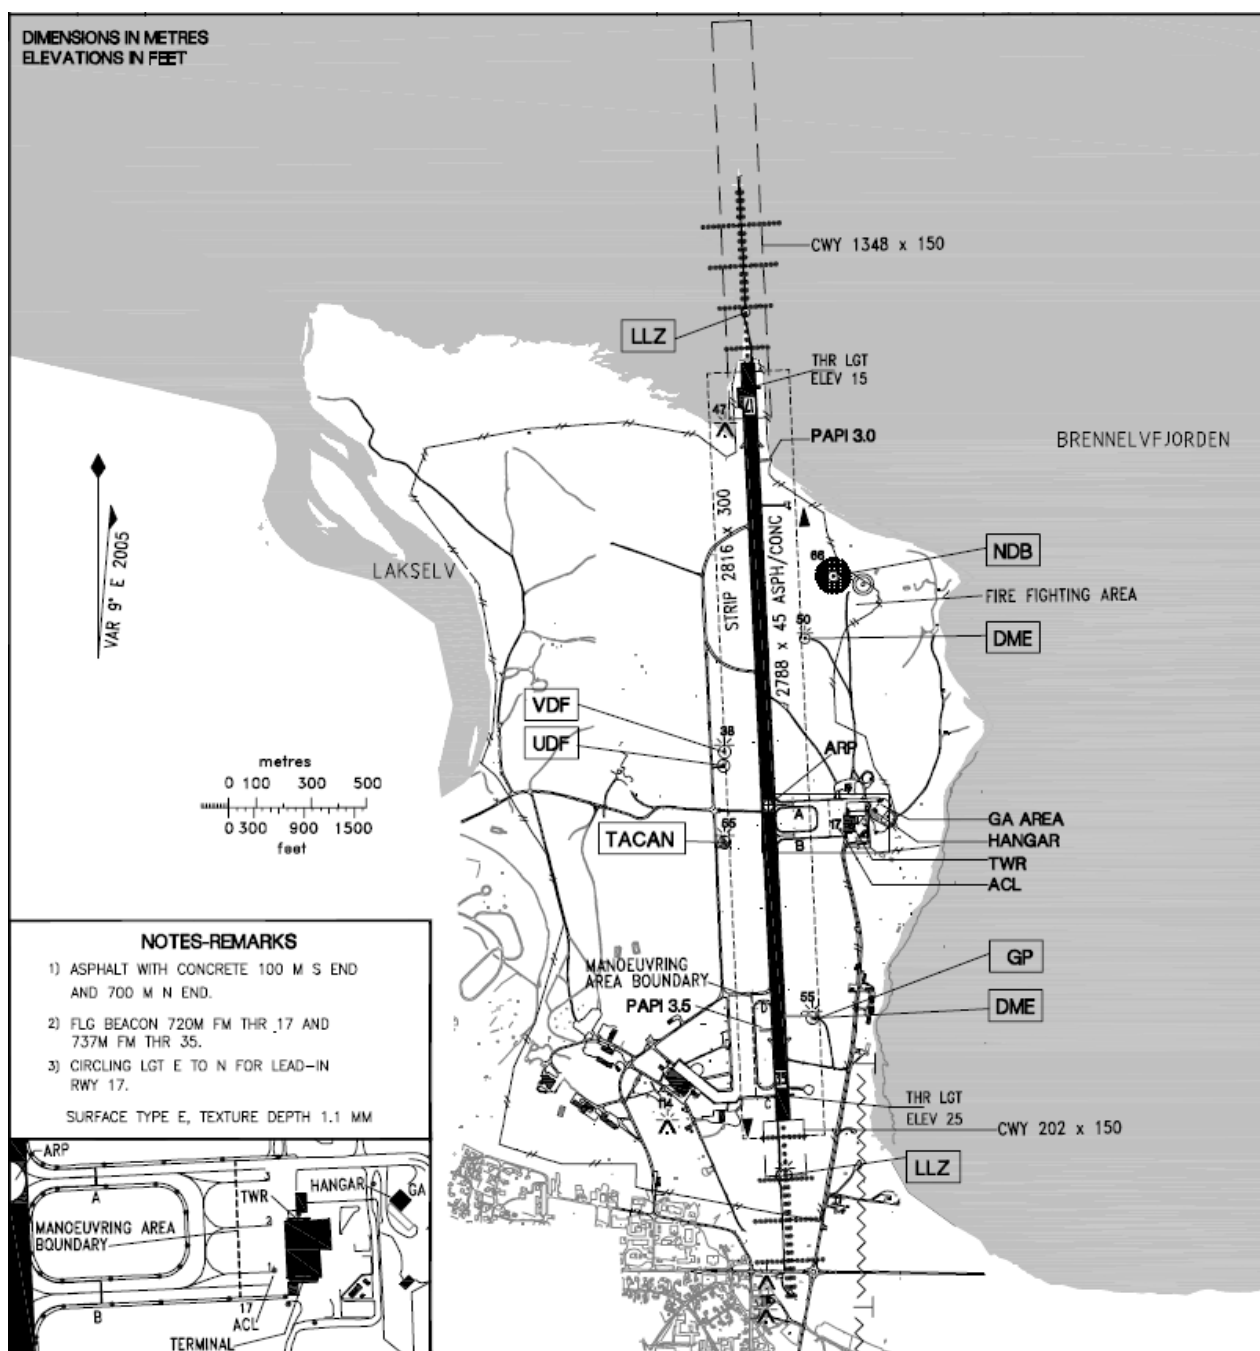 DIMENSIONS IN METRES
ELEVATIONS IN FEET
CWY 1348 x 150
LLZ
THR LGT
ELEV 15
47
PAPI 3.0
BRENNELVFJORDEN
VAR 9° E 2005
LAKSELV
STRIP 2816 x 300
2788 x 45 ASPH/CONC
66
NDB
FIRE FIGHTING AREA
50
DME
VDF
38
UDF
ARP
metres
0 100 300 500
0 300 900 1500
feet
55
TACAN
A
17
B
GA AREA
HANGAR
TWR
ACL
MANOEUVRING
AREA BOUNDARY
PAPI 3.5
D
55
GP
DME
35
114
C
THR LGT
ELEV 25
CWY 202 x 150
LLZ
116
NOTES-REMARKS
1) ASPHALT WITH CONCRETE 100 M S END
AND 700 M N END.
2) FLG BEACON 720M FM THR 17 AND
737M FM THR 35.
3) CIRCLING LGT E TO N FOR LEAD-IN
RWY 17.
SURFACE TYPE E, TEXTURE DEPTH 1.1 MM
ARP
A
TWR
HANGAR
GA
MANOEUVRING AREA
BOUNDARY
2
1
B
17
ACL
TERMINAL